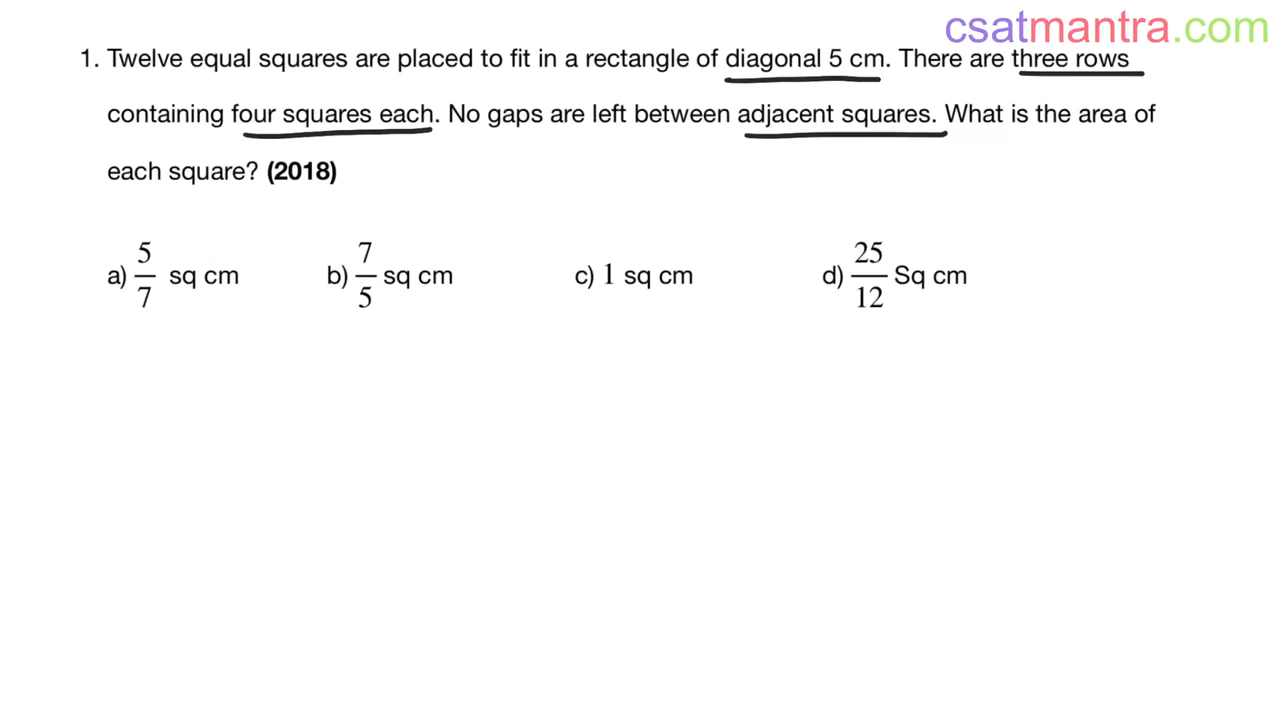 csatmantra.com
1. Twelve equal squares are placed to fit in a rectangle of diagonal 5 cm. There are three rows
containing four squares each. No gaps are left between adjacent squares. What is the area of
each square? (2018)
a) 5/7 sq cm b) 7/5 sq cm c) 1 sq cm d) 25/12 Sq cm